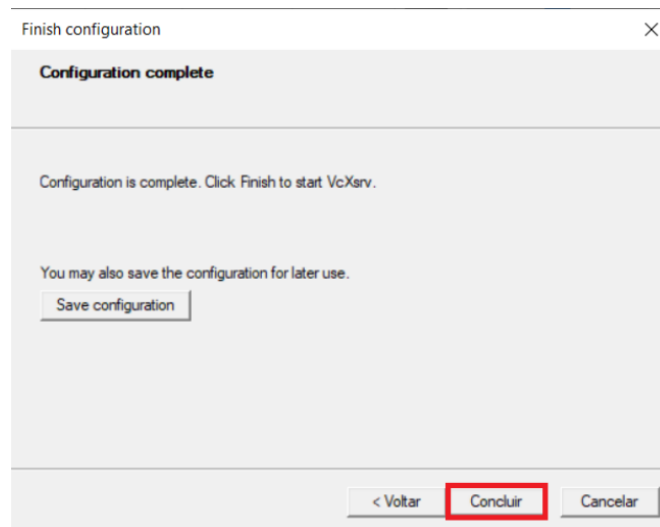 Finish configuration
Configuration complete
Configuration is complete. Click Finish to start VcXsrv.
You may also save the configuration for later use.
Save configuration
< Voltar Concluir Cancelar